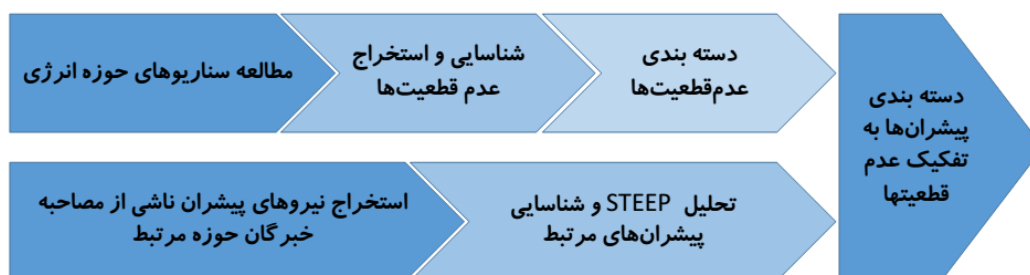 مطالعه سناریوهای حوزه انرژی
شناسایی و استخراج
عدم قطعیت‌ها
دسته بندی
عدم‌قطعیت‌ها
استخراج نیروهای پیشران ناشی از مصاحبه
خبرگان حوزه مرتبط
تحلیل STEEP و شناسایی
پیشران‌های مرتبط
دسته بندی
پیشران‌ها به
تفکیک عدم
قطعیتها